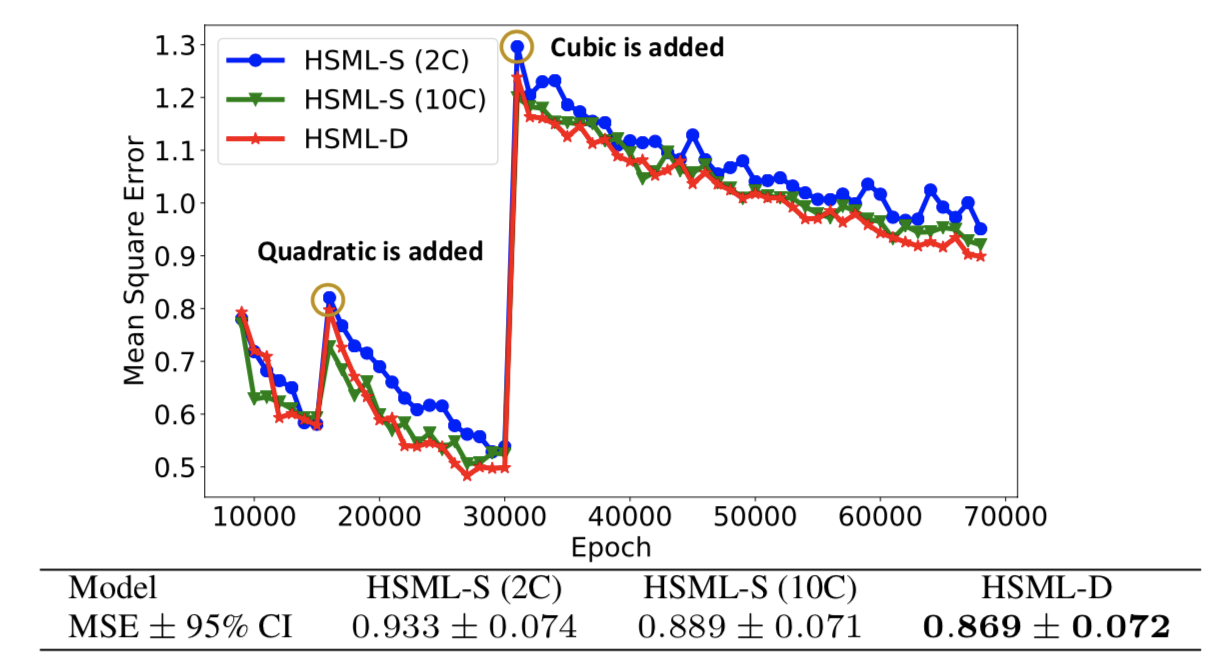 1.3
1.2
1.1
1.0
0.9
0.8
0.7
0.6
0.5
Mean Square Error
HSML-S (2C)
HSML-S (10C)
HSML-D
Cubic is added
Quadratic is added
10000 20000 30000 40000 50000 60000 70000
Epoch
Model HSML-S (2C) HSML-S (10C) HSML-D
MSE ± 95% CI 0.933 ± 0.074 0.889 ± 0.071 0.869 ± 0.072